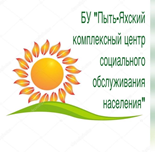 БУ "Пыть-Яхский
комплексный центр
социального
обслуживания
населения"